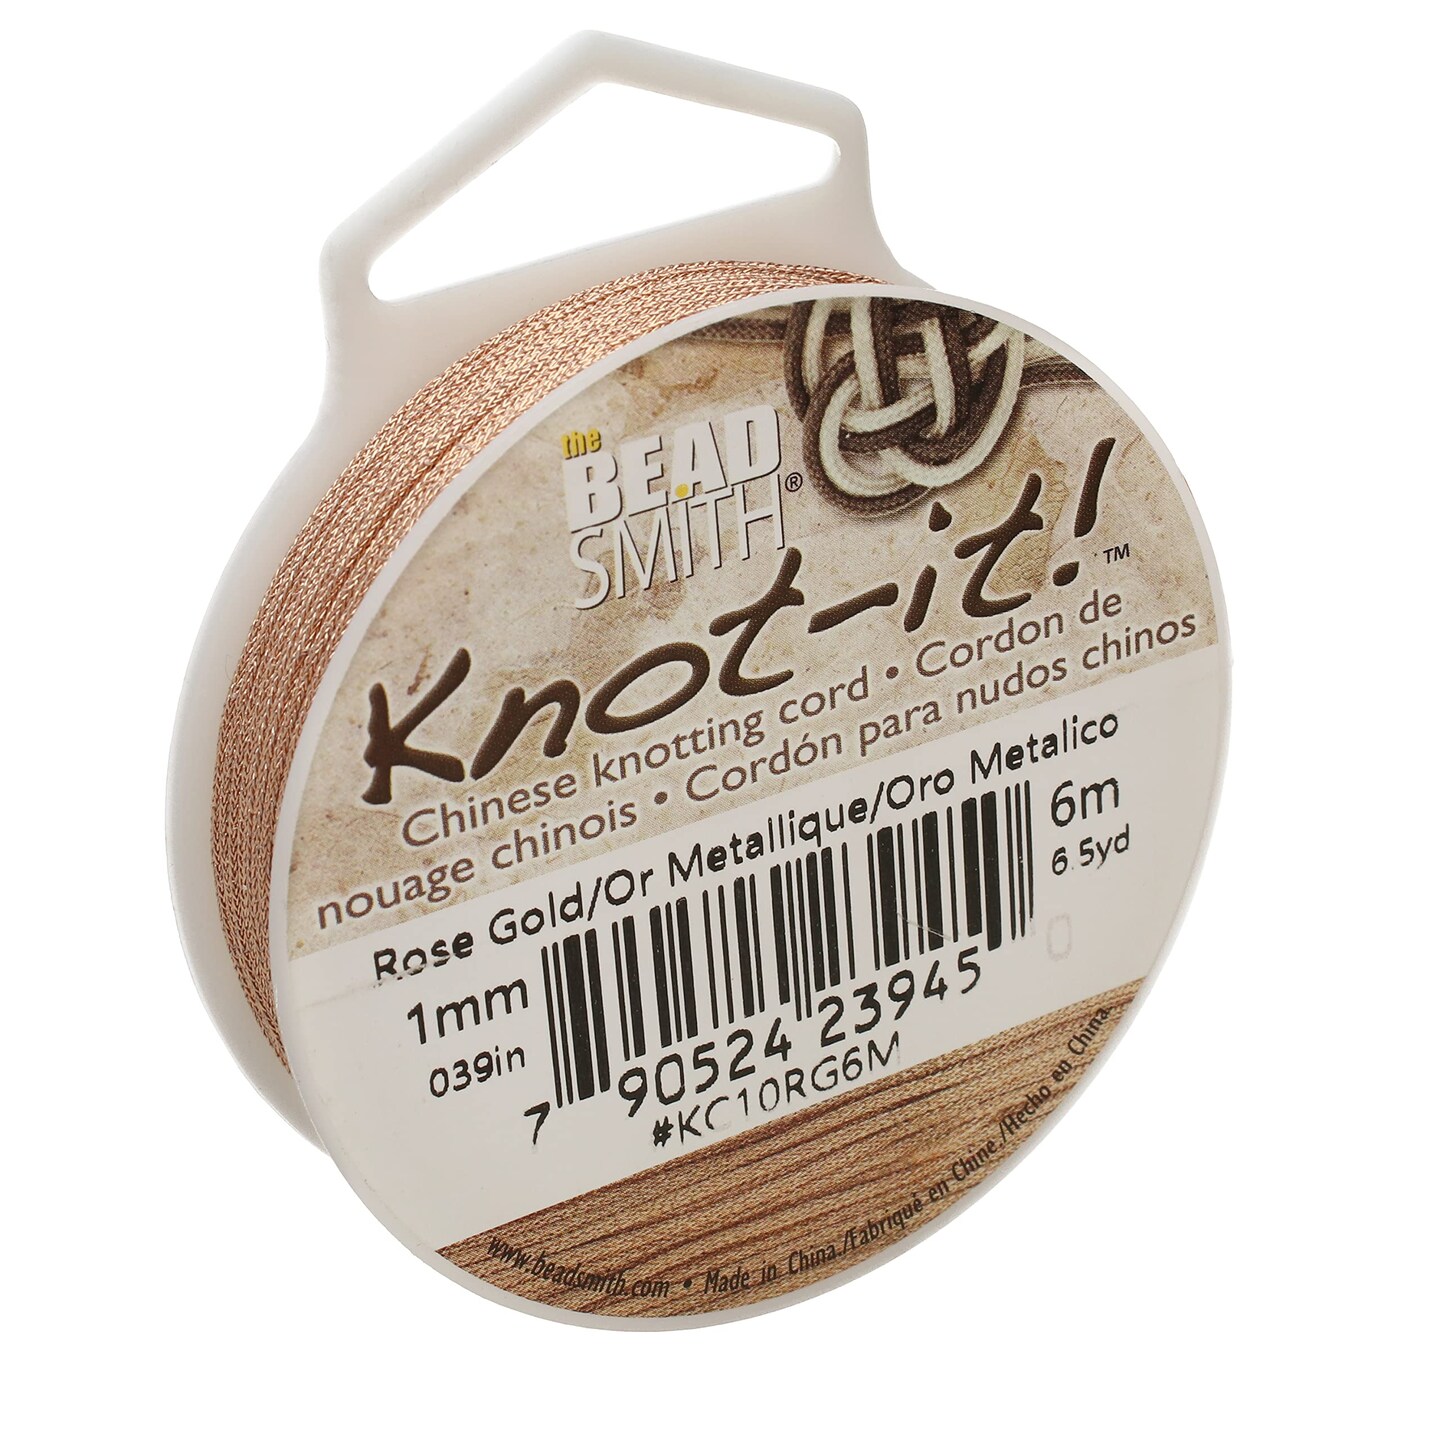 the
BEAD
SMITH®
Knot-it!™
Chinese knotting cord • Cordon de
nouage chinois • Cordón para nudos chinos
Rose Gold/Or Metallique/Oro Metalico
1mm
039in
6m
6.5yd
7 90524 23945 0
#KC10RG6M
www.beadsmith.com • Made in China./Fabriqué en Chine./Hecho en China.